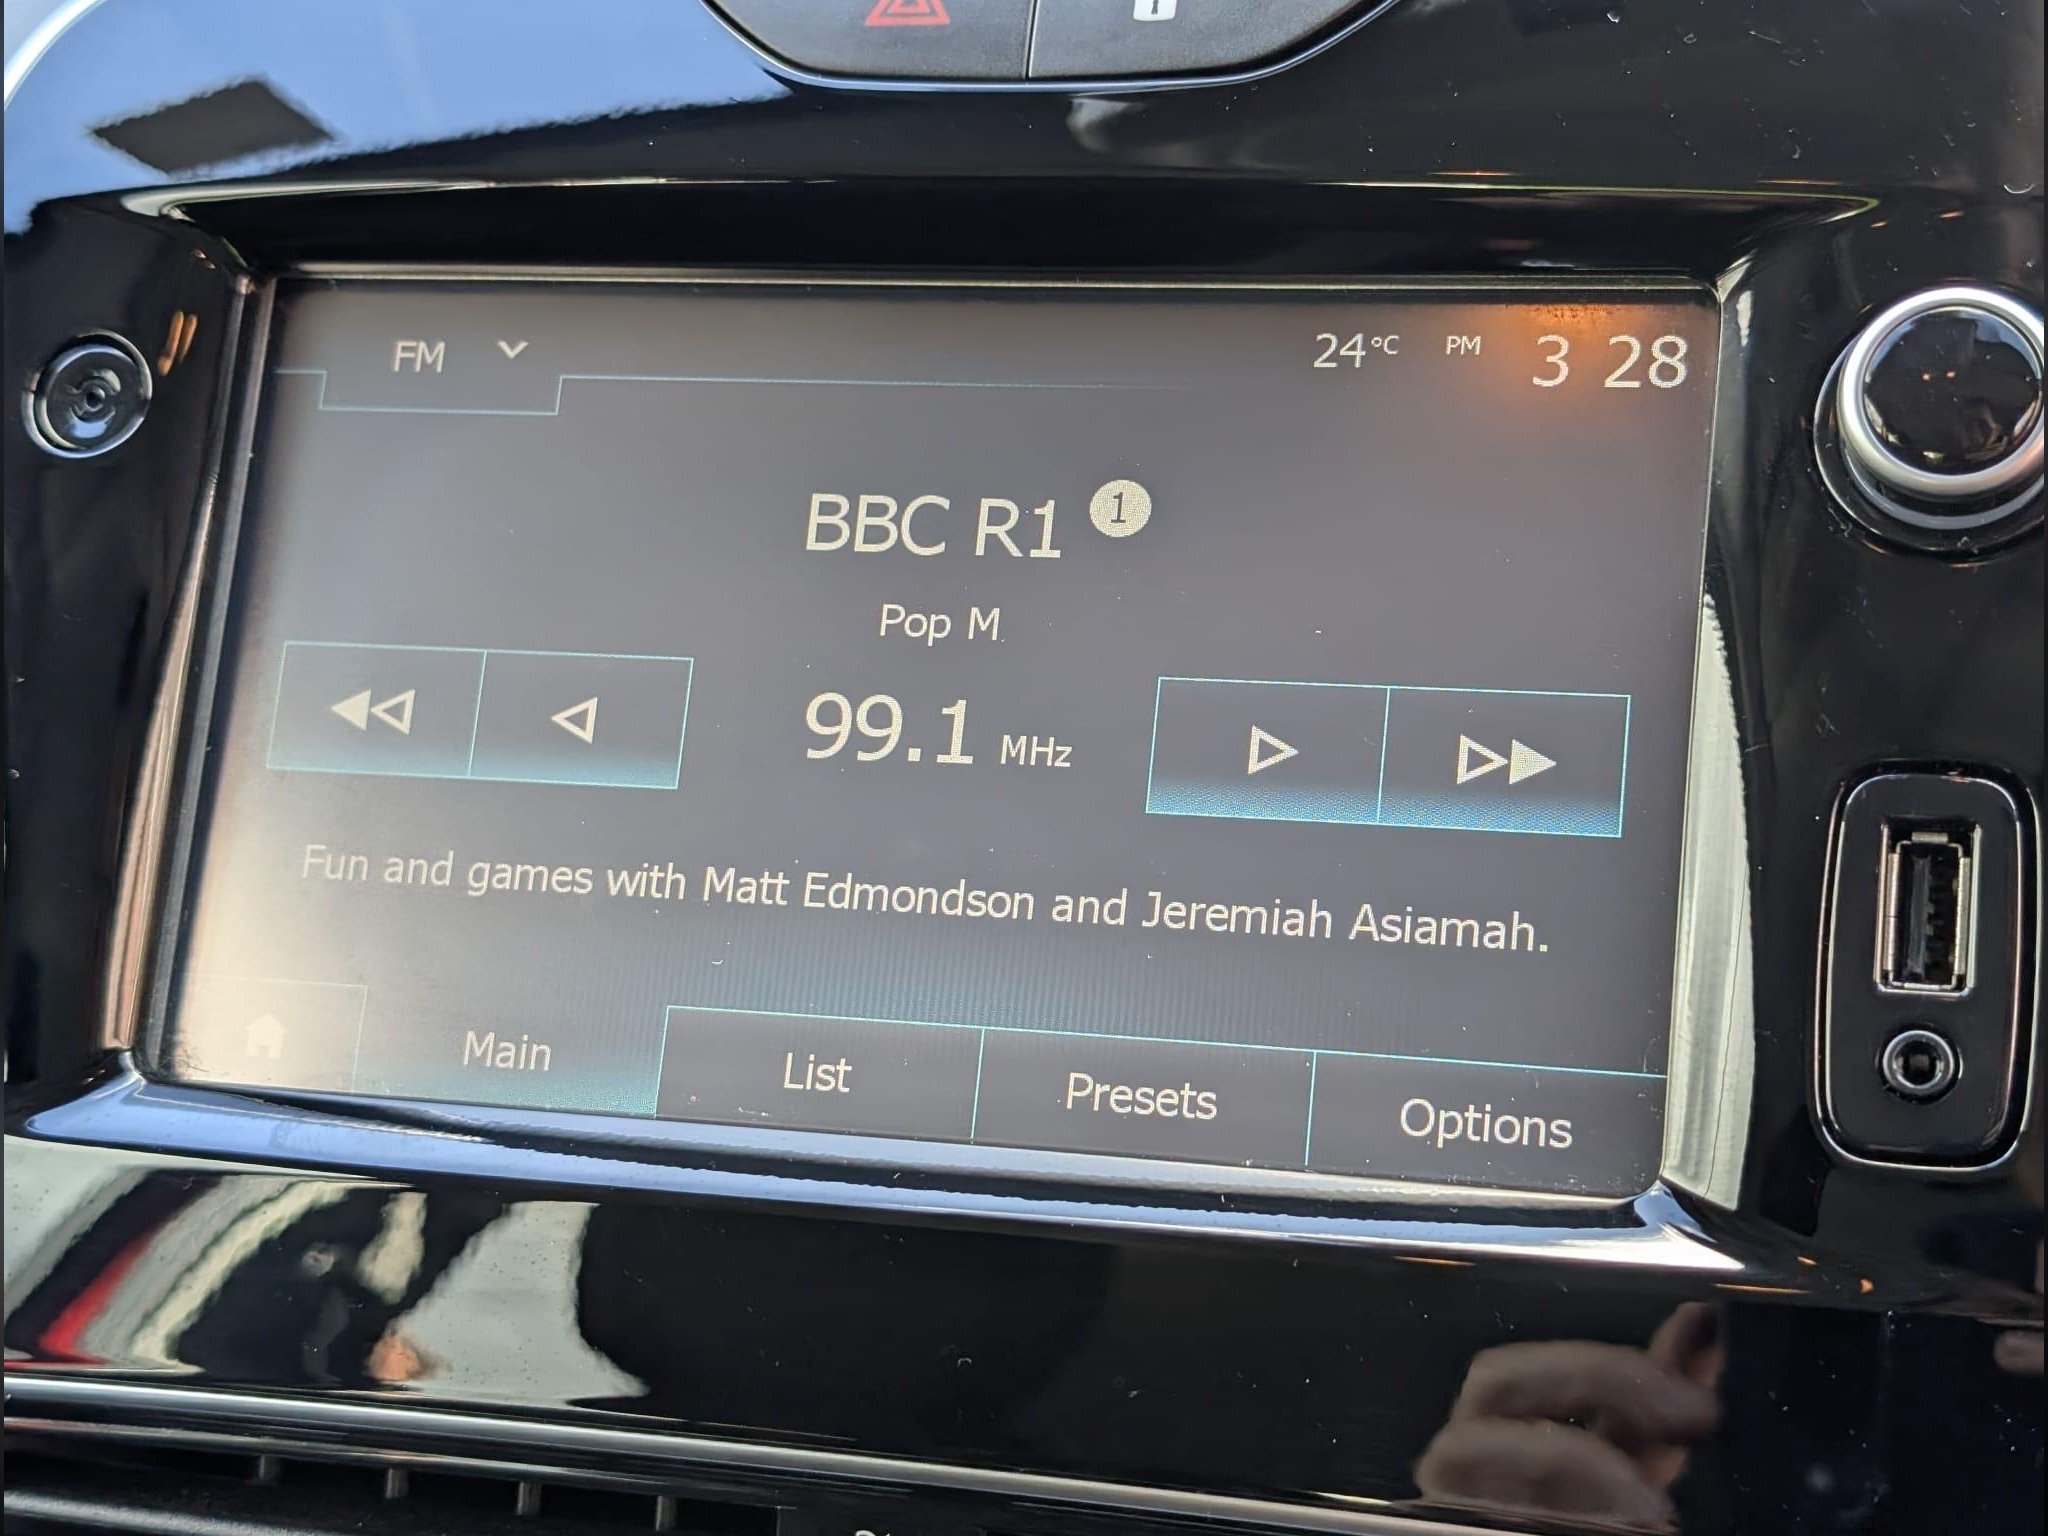 FM 24°C PM 3 28
BBC R1 1
Pop M
99.1 MHz
Fun and games with Matt Edmondson and Jeremiah Asiamah.
Main List Presets Options